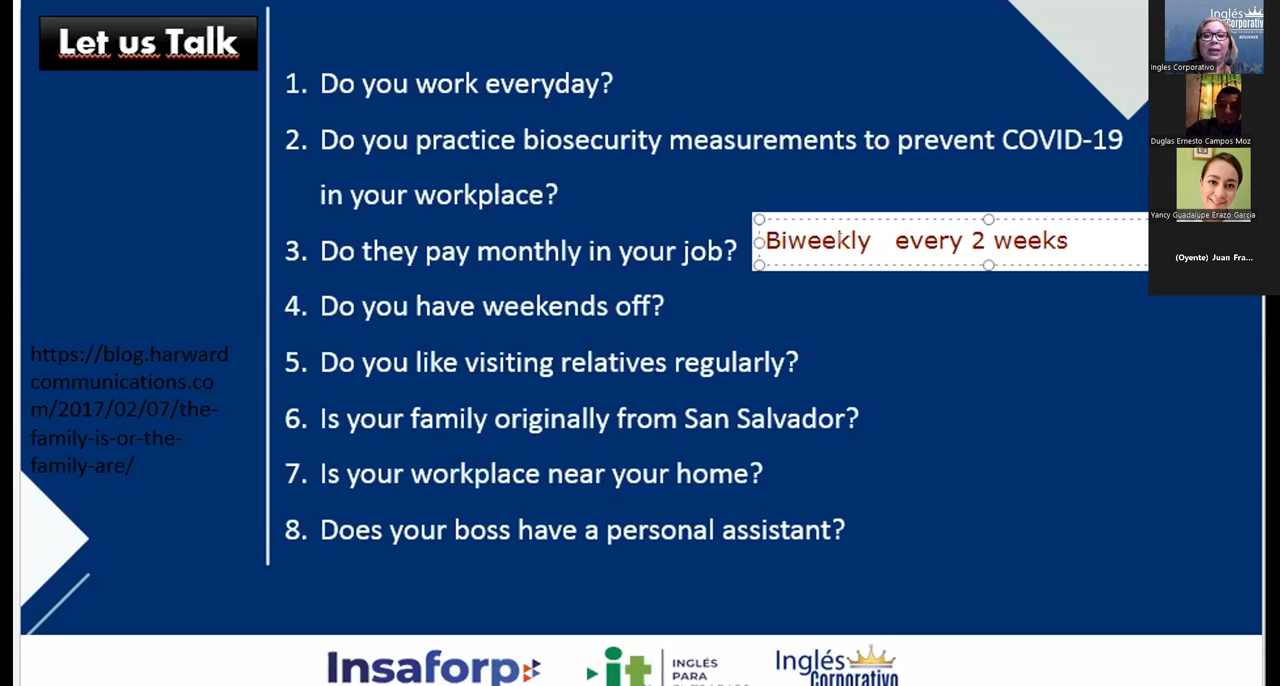 Let us Talk
1. Do you work everyday?
2. Do you practice biosecurity measurements to prevent COVID-19
in your workplace?
3. Do they pay monthly in your job?
Biweekly every 2 weeks
4. Do you have weekends off?
5. Do you like visiting relatives regularly?
6. Is your family originally from San Salvador?
7. Is your workplace near your home?
8. Does your boss have a personal assistant?
https://blog.harward
communications.co
m/2017/02/07/the-
family-is-or-the-
family-are/
Inglés
Corporativo
BEGINNER
Ingles Corporativo
Duglas Ernesto Campos Moz
Yancy Guadalupe Erazo Garcia
(Oyente) Juan Fra...
Insaforp
it
INGLÉS
PARA
Inglés
Corporativo